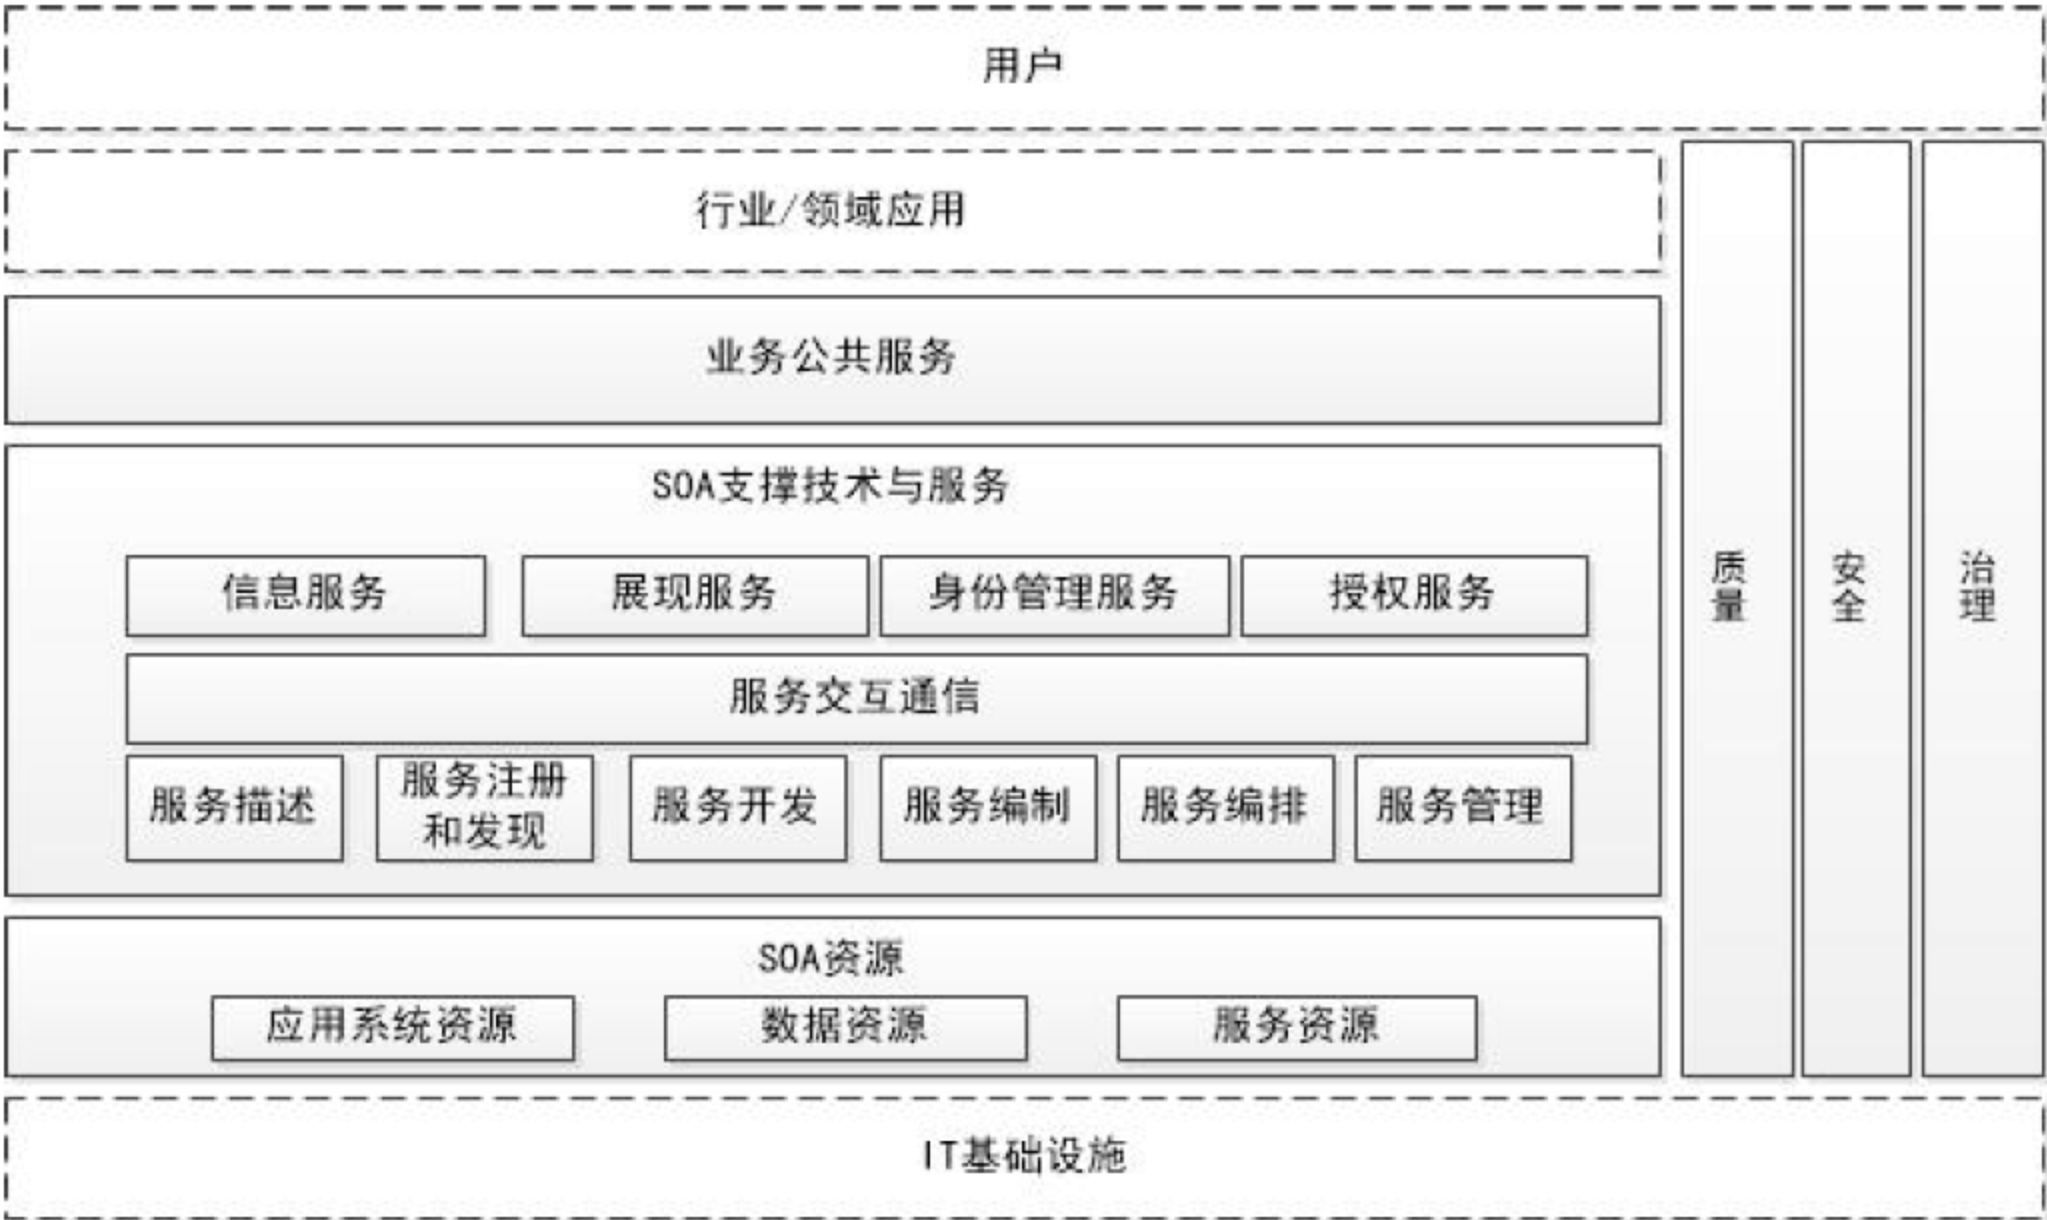 用户
行业/领域应用
业务公共服务
SOA支撑技术与服务
信息服务
展现服务
身份管理服务
授权服务
服务交互通信
服务描述
服务注册
和发现
服务开发
服务编制
服务编排
服务管理
SOA资源
应用系统资源
数据资源
服务资源
质
量
安
全
治
理
IT基础设施